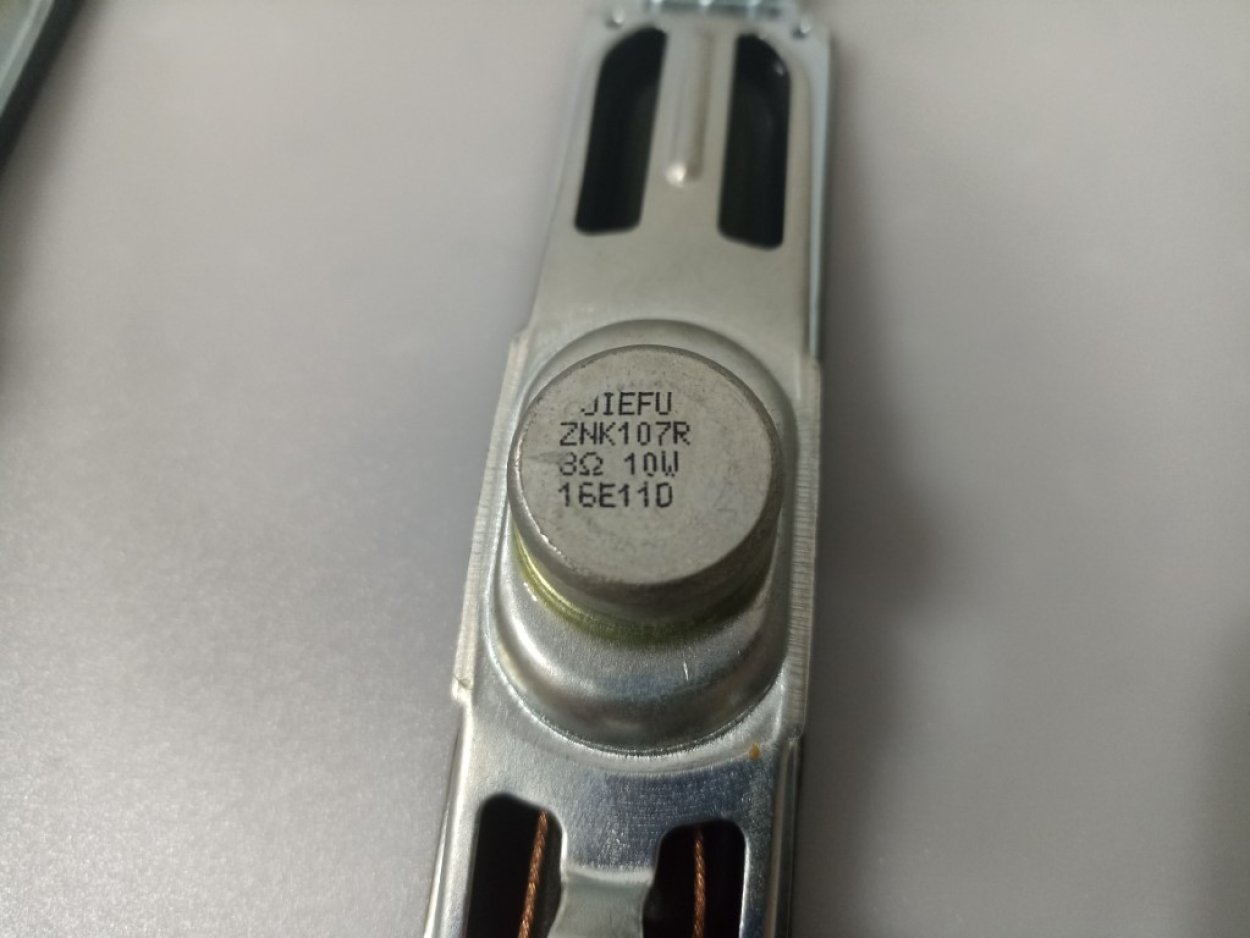 JIEFU
ZNK107R
8Ω 10W
16E11D